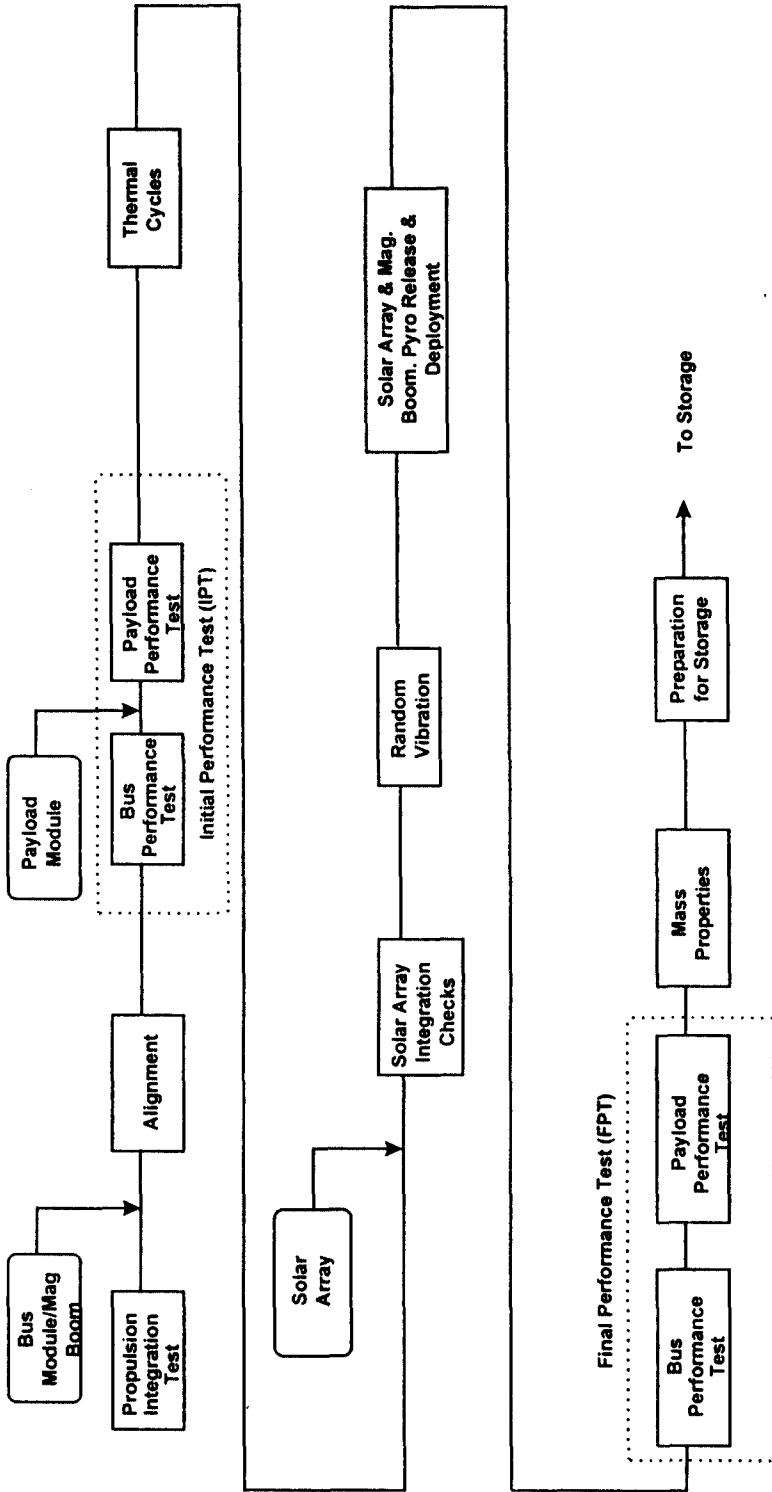 Bus
Module/Mag
Boom
Propulsion
Integration
Test
Alignment
Payload
Module
Bus
Performance
Test
Payload
Performance
Test
Initial Performance Test (IPT)
Thermal
Cycles
Solar
Array
Solar Array
Integration
Checks
Random
Vibration
Solar Array & Mag.
Boom. Pyro Release &
Deployment
Final Performance Test (FPT)
Bus
Performance
Test
Payload
Performance
Test
Mass
Properties
Preparation
for Storage
To Storage